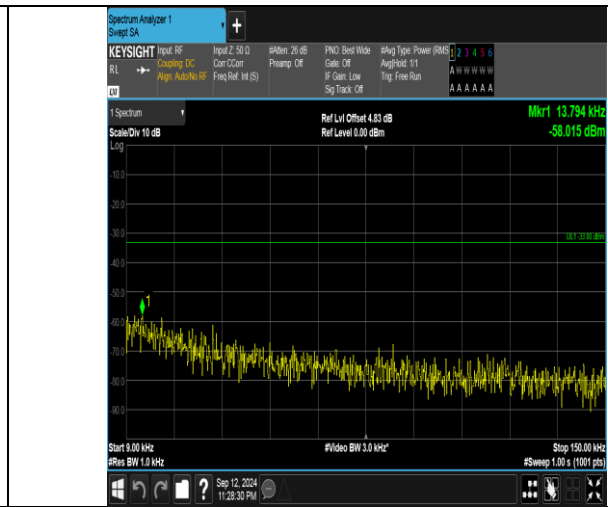 Spectrum Analyzer 1
Swept SA
+
KEYSIGHT Input: RF Input Z: 50 Ω #Atten: 26 dB PNO: Best Wide #Avg Type: Power (RMS 1 2 3 4 5 6
RL Coupling: DC Corr CCorr Preamp: Off Gate: Off Avg|Hold: 1/1 A W W W W W
Align: Auto/No RF Freq Ref: Int (S) IF Gain: Low Trig: Free Run
Sig Track: Off A A A A A A
1 Spectrum Ref Lvl Offset 4.83 dB Mkr1 13.794 kHz
Scale/Div 10 dB Ref Level 0.00 dBm -58.015 dBm
Log
-10.0
-20.0
-30.0
DL1 -33.00 dBm
-40.0
-50.0
1
-60.0
-70.0
-80.0
-90.0
Start 9.00 kHz #Video BW 3.0 kHz* Stop 150.00 kHz
#Res BW 1.0 kHz #Sweep 1.00 s (1001 pts)
? Sep 12, 2024
11:28:30 PM